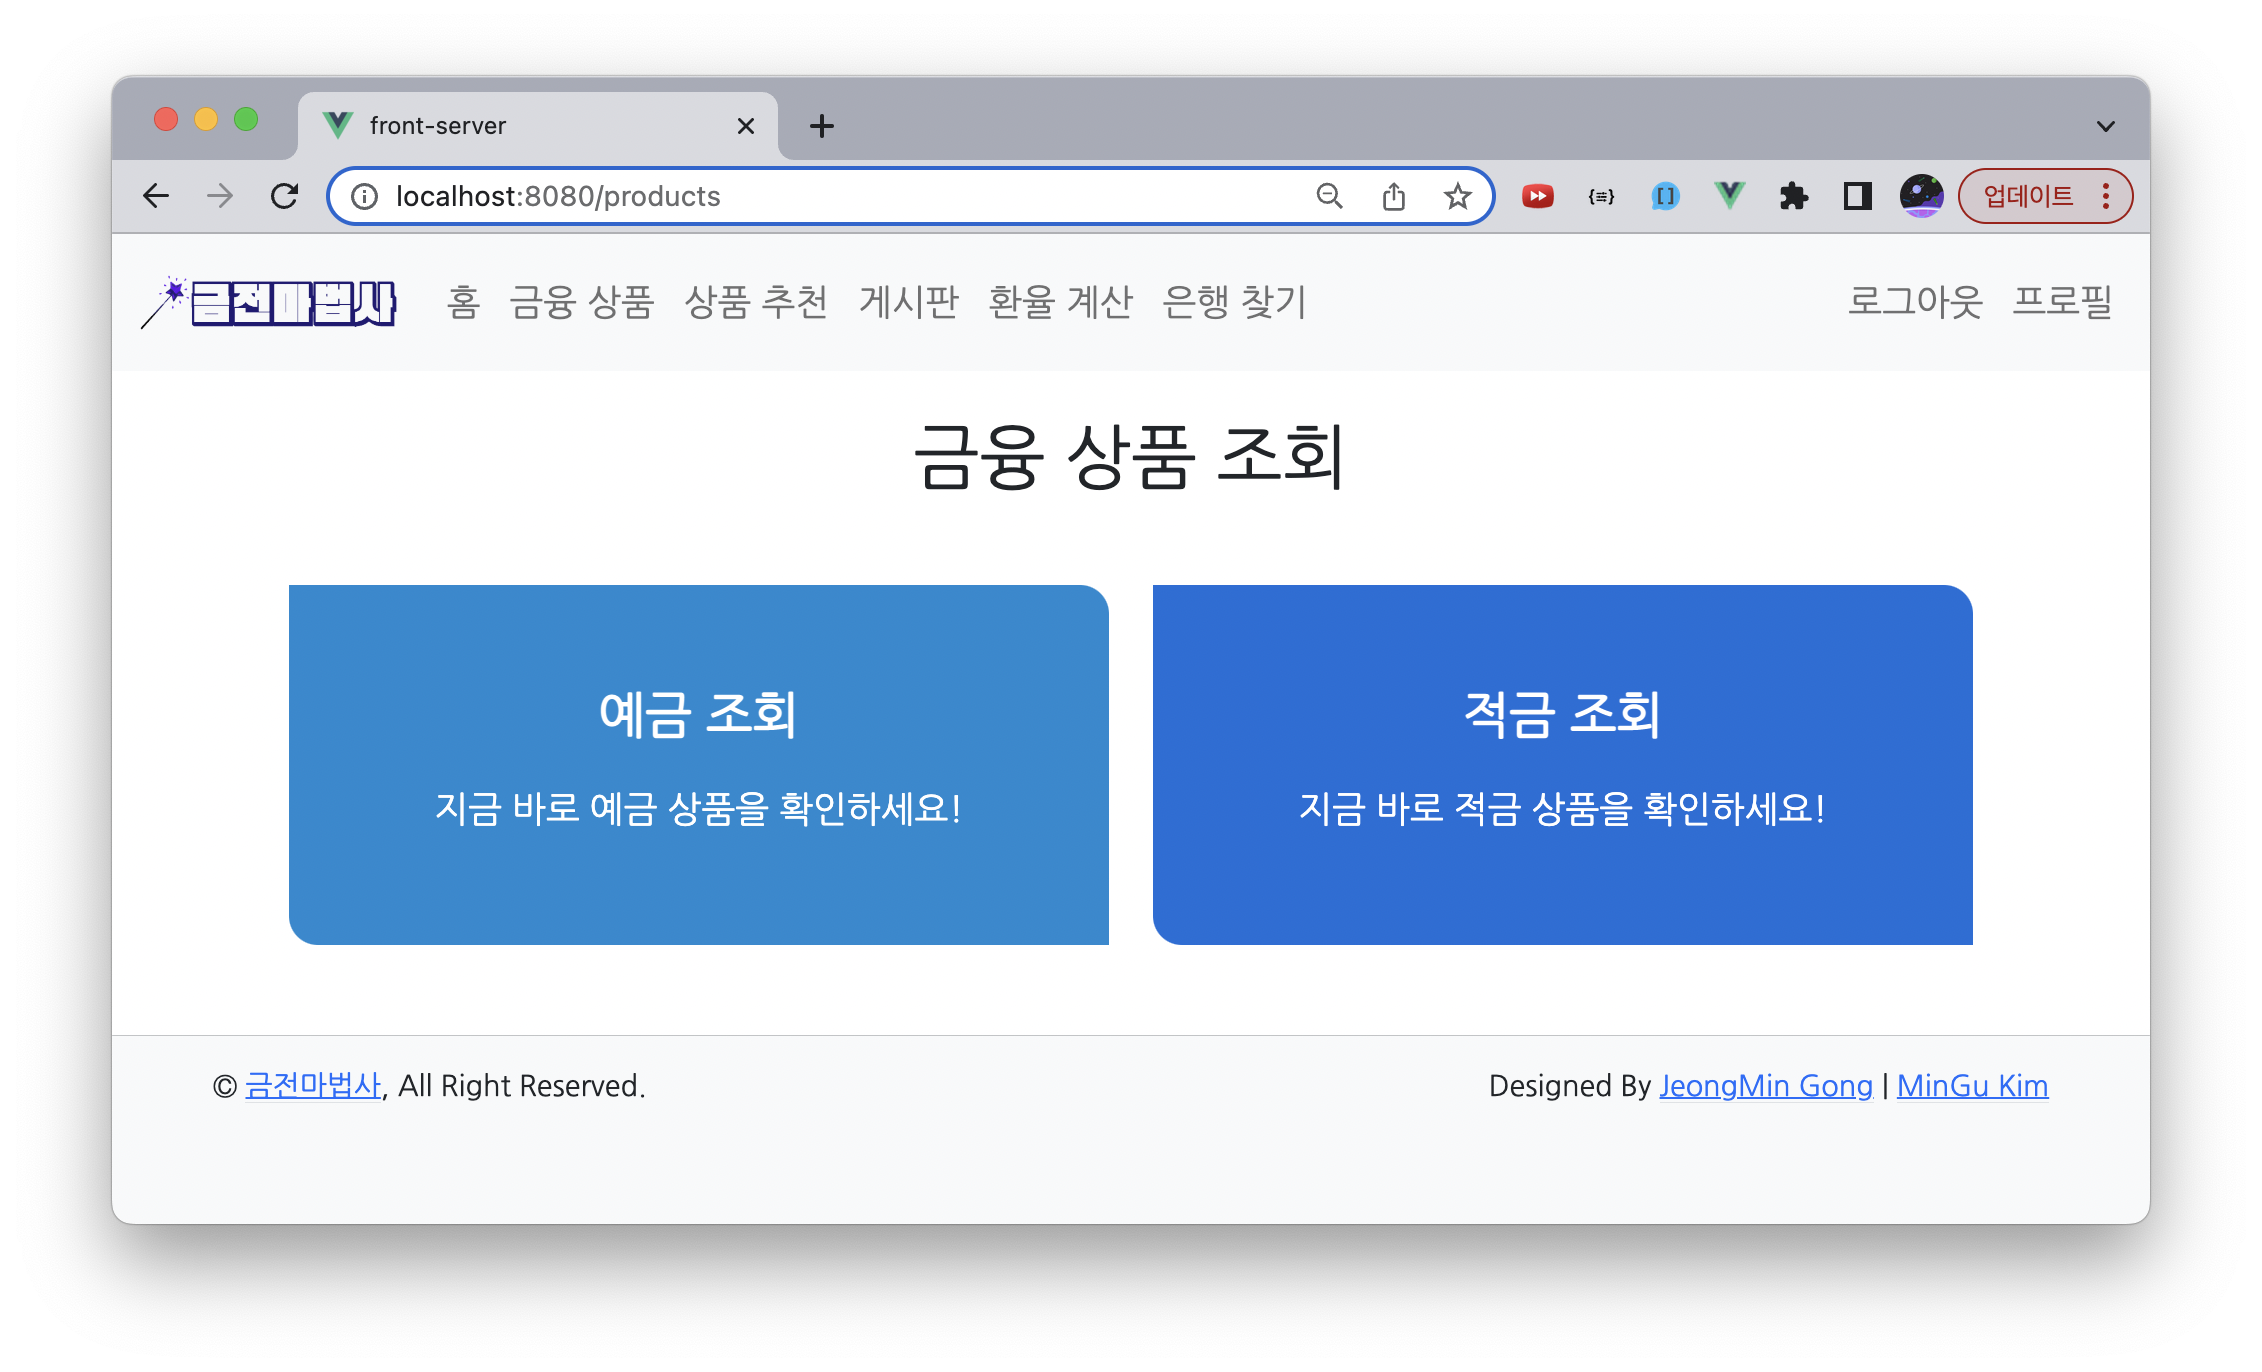 front-server
localhost:8080/products
업데이트
금전마법사 홈 금융 상품 상품 추천 게시판 환율 계산 은행 찾기 로그아웃 프로필
금융 상품 조회
예금 조회
지금 바로 예금 상품을 확인하세요!
적금 조회
지금 바로 적금 상품을 확인하세요!
© 금전마법사, All Right Reserved.
Designed By JeongMin Gong | MinGu Kim